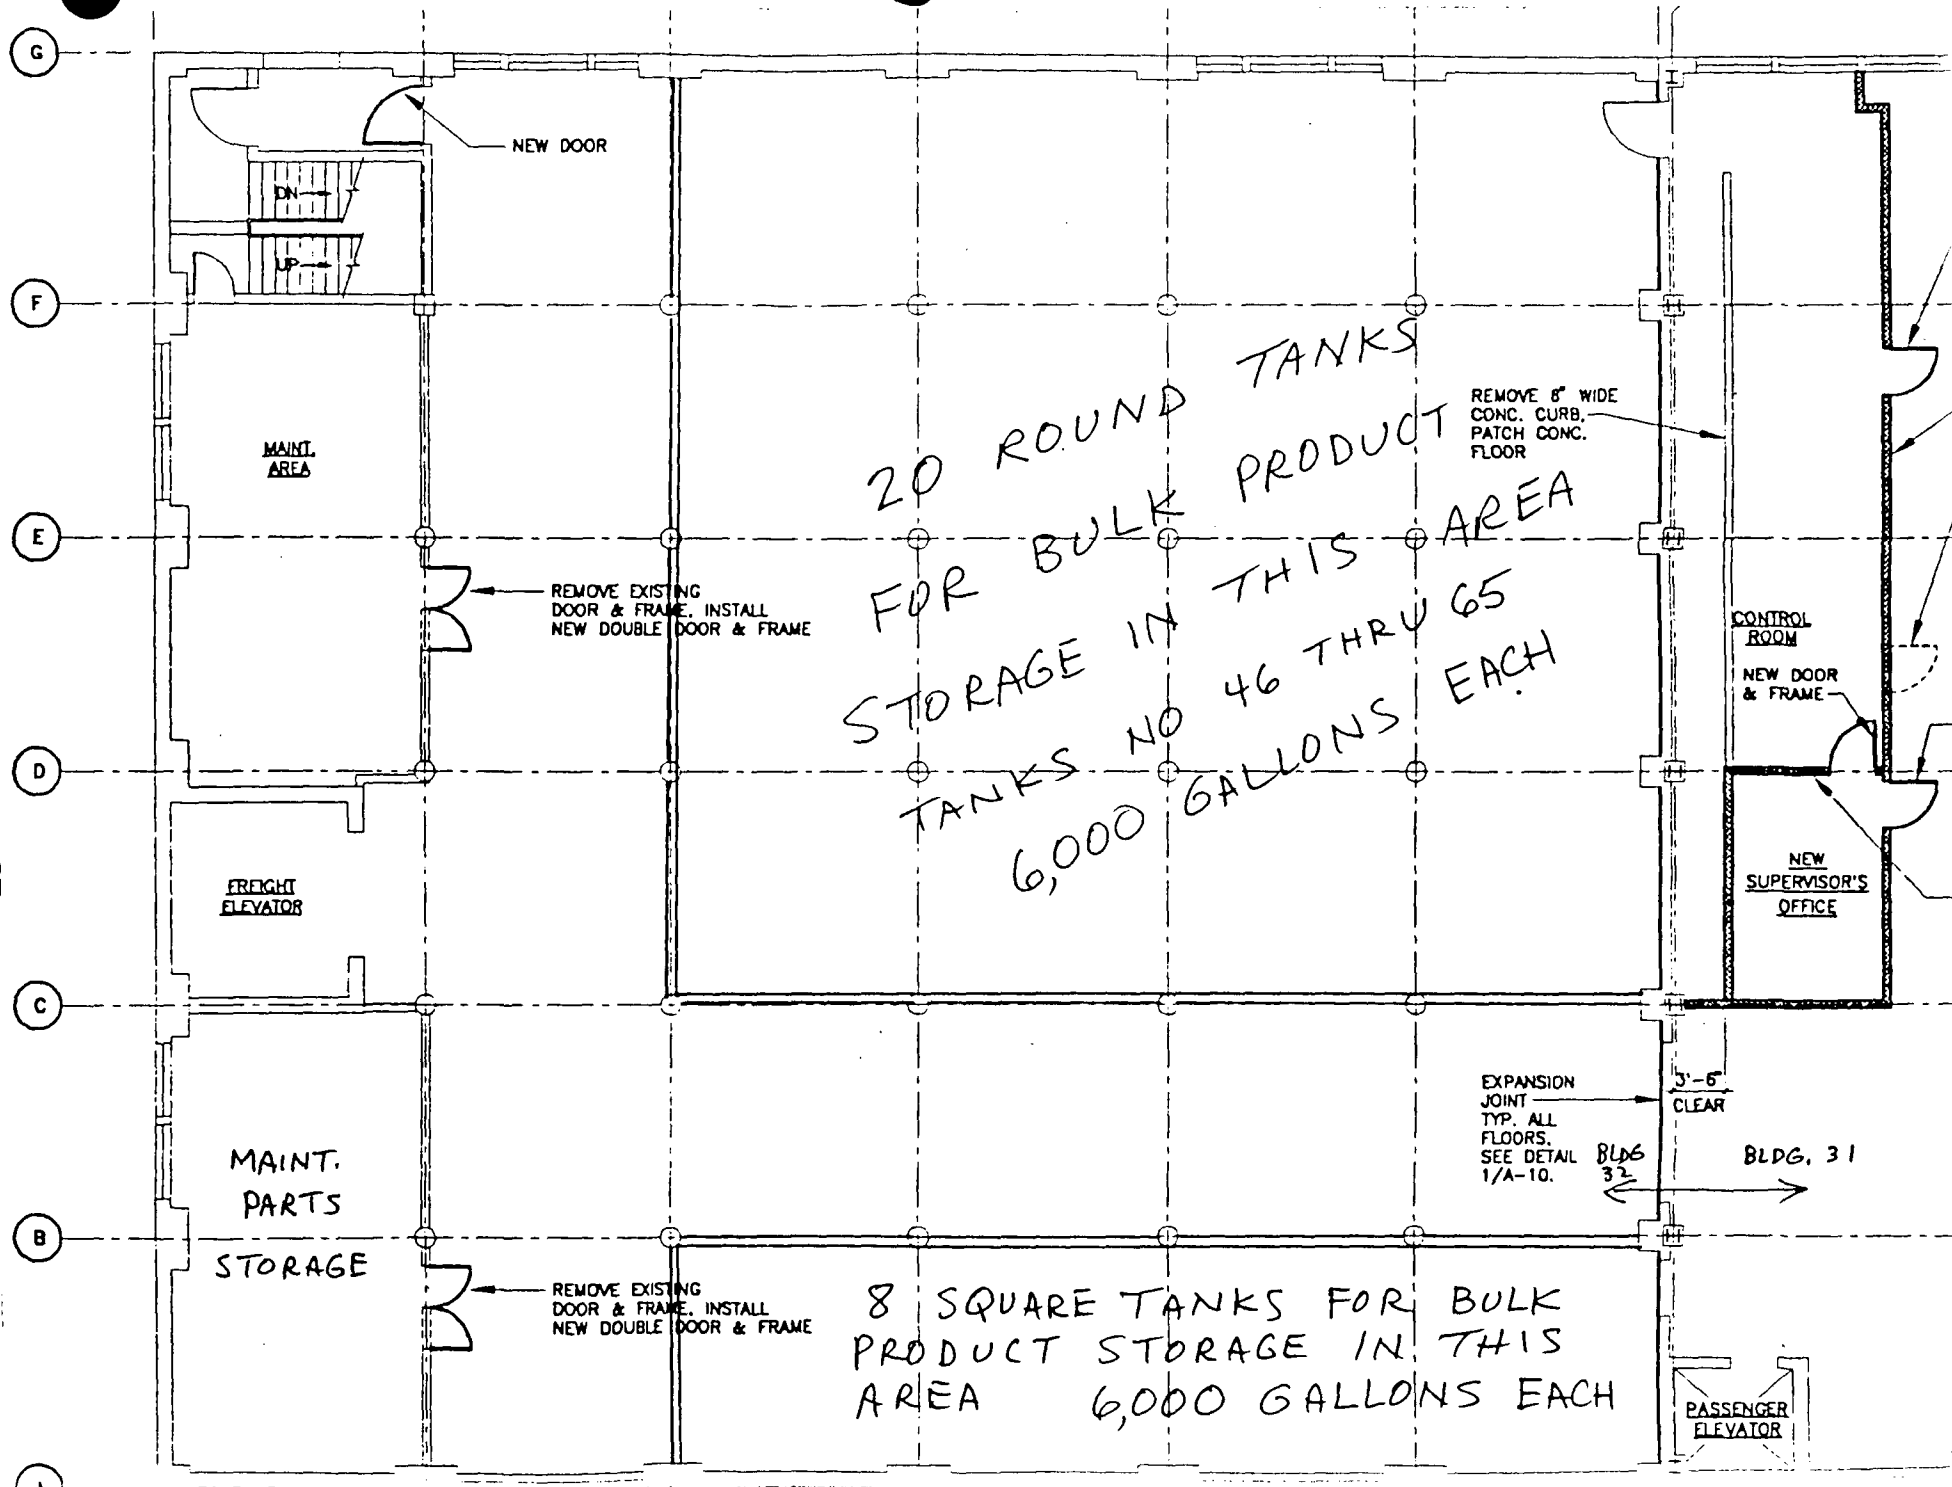 G
NEW DOOR
DN
UP
F
20 ROUND TANKS
FOR BULK PRODUCT
STORAGE IN THIS AREA
TANKS NO 46 THRU 65
6,000 GALLONS EACH
REMOVE 8" WIDE
CONC. CURB,
PATCH CONC.
FLOOR
MAINT.
AREA
E
REMOVE EXISTING
DOOR & FRAME. INSTALL
NEW DOUBLE DOOR & FRAME
CONTROL
ROOM
NEW DOOR
& FRAME
D
FREIGHT
ELEVATOR
NEW
SUPERVISOR'S
OFFICE
C
EXPANSION
JOINT
TYP. ALL
FLOORS.
SEE DETAIL
1/A-10.
3'-6"
CLEAR
BLDG
32
BLDG. 31
MAINT.
PARTS
STORAGE
B
REMOVE EXISTING
DOOR & FRAME. INSTALL
NEW DOUBLE DOOR & FRAME
8 SQUARE TANKS FOR BULK
PRODUCT STORAGE IN THIS
AREA 6,000 GALLONS EACH
PASSENGER
ELEVATOR